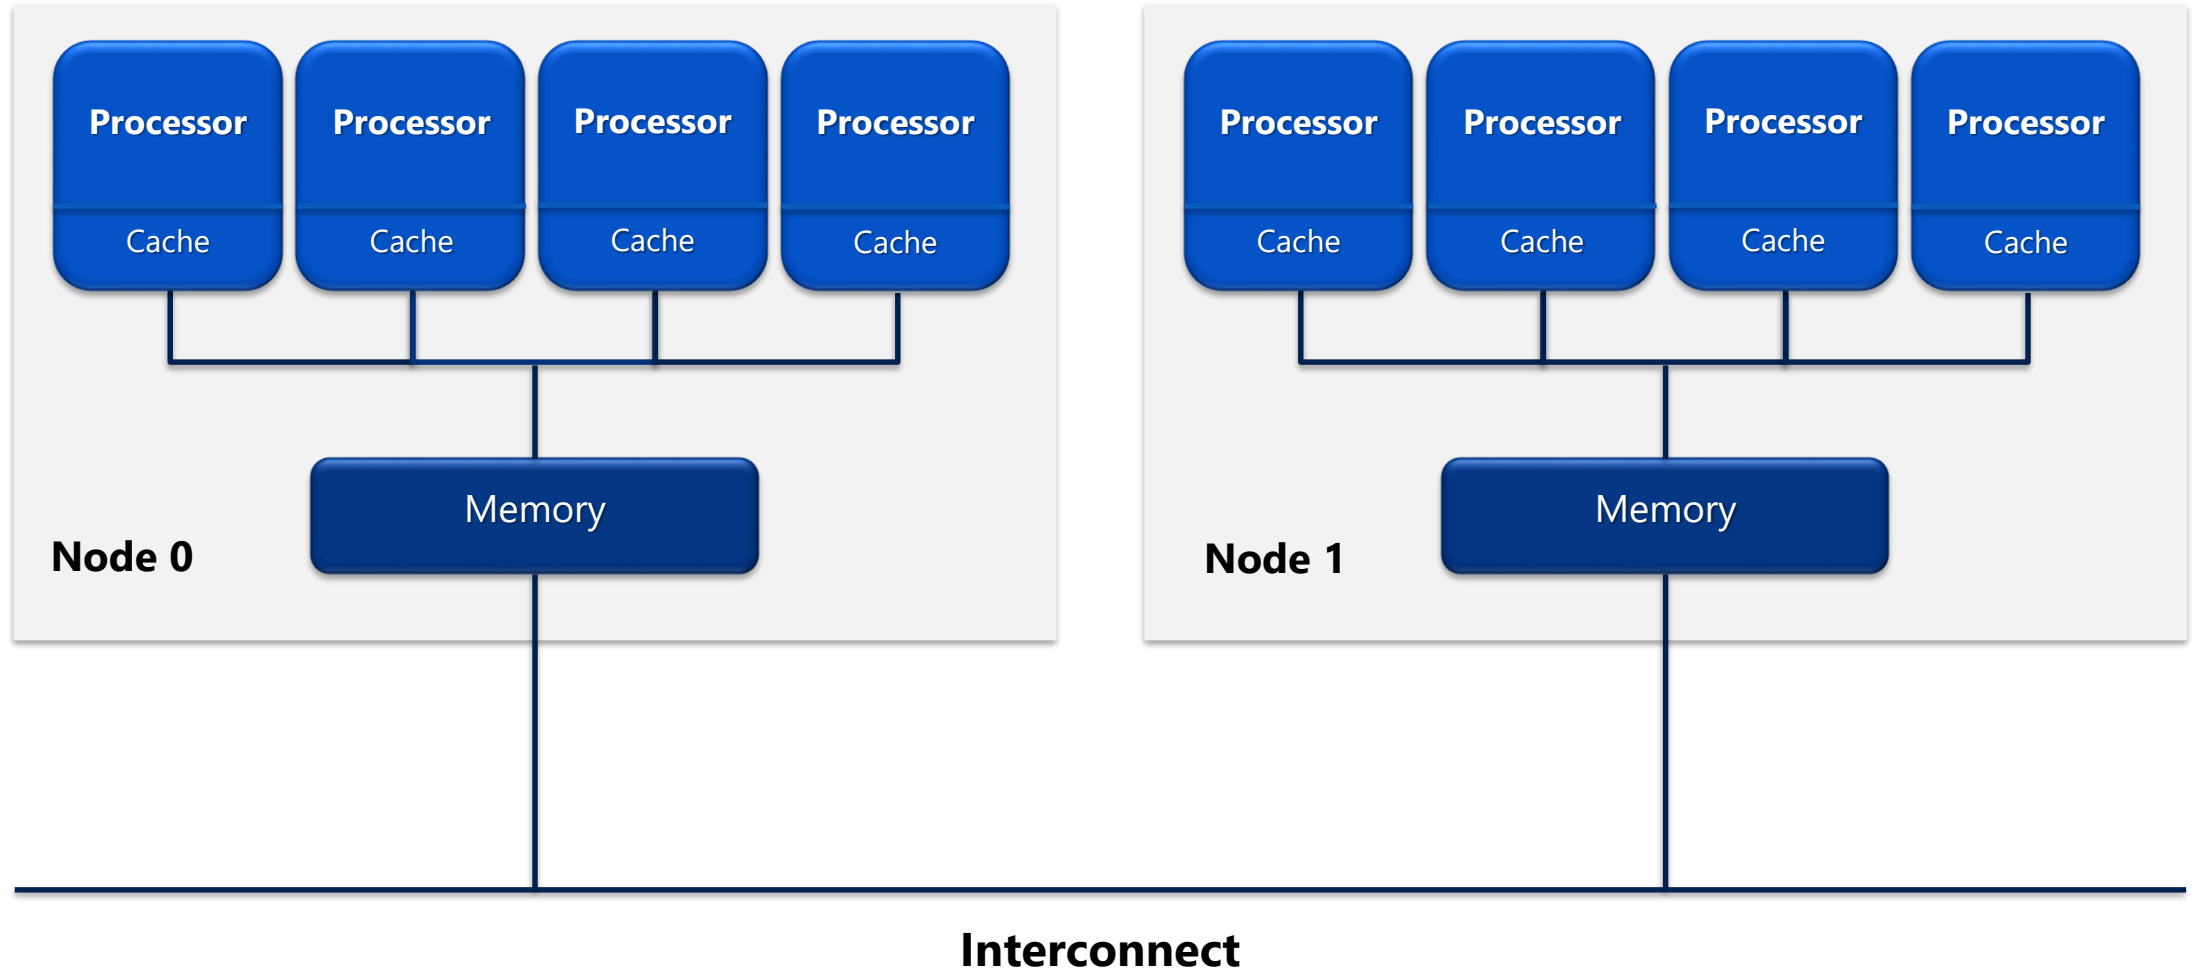 Processor
Processor
Processor
Processor
Cache
Cache
Cache
Cache
Memory
Node 0
Processor
Processor
Processor
Processor
Cache
Cache
Cache
Cache
Memory
Node 1
Interconnect